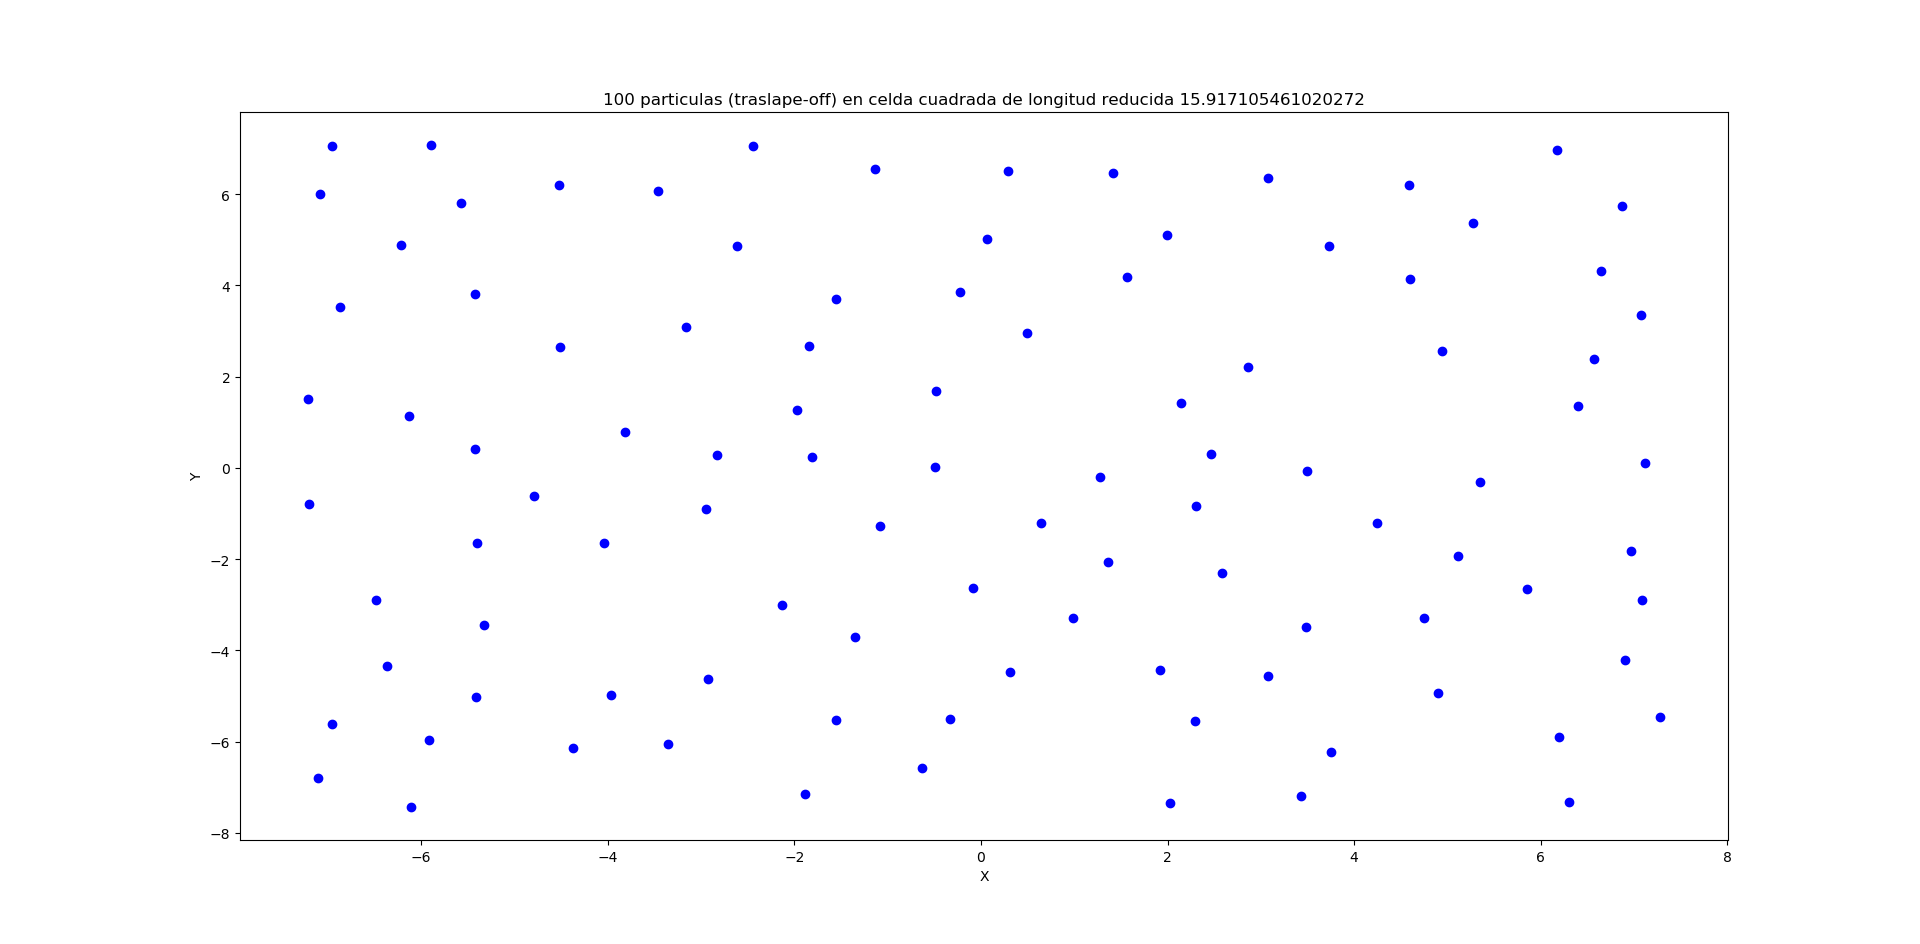 100 particulas (traslape-off) en celda cuadrada de longitud reducida 15.917105461020272
6
4
2
0
−2
−4
−6
−8
Y
−6 −4 −2 0 2 4 6 8
X